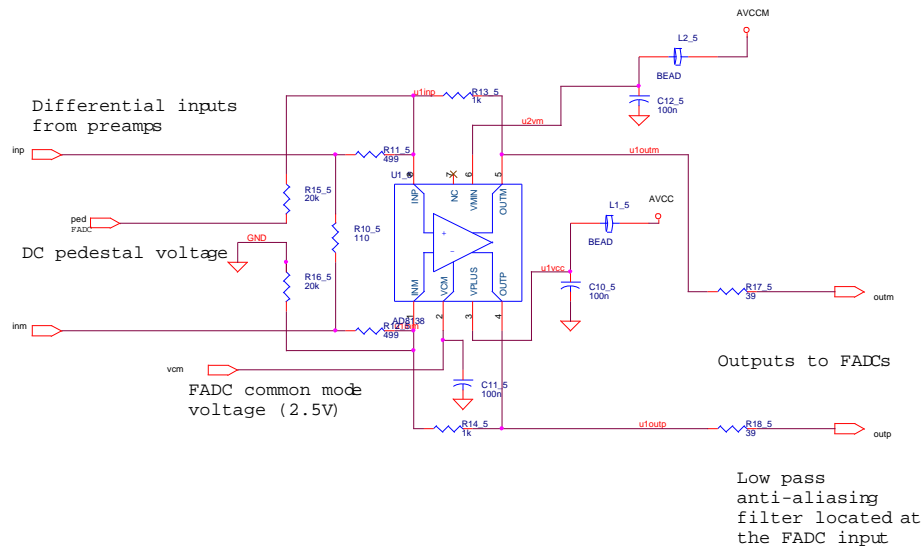 AVCCM
L2_5
BEAD
C12_5
100n
u1inp
R13_5
1k
u2vm
Differential inputs
from preamps
inp
R11_5
499
u1outm
U1_5
8
7
6
5
INP
NC
VMIN
OUTM
R15_5
20k
ped
FADC
R10_5
110
GND
DC pedestal voltage
L1_5
AVCC
BEAD
u1vcc
C10_5
100n
R16_5
20k
INM
VCM
VPLUS
OUTP
R17_5
39
outm
inm
R12_5
499
AD8138
1
2
3
4
Outputs to FADCs
vcm
FADC common mode
voltage (2.5V)
C11_5
100n
R14_5
1k
u1outp
R18_5
39
outp
Low pass
anti-aliasing
filter located at
the FADC input